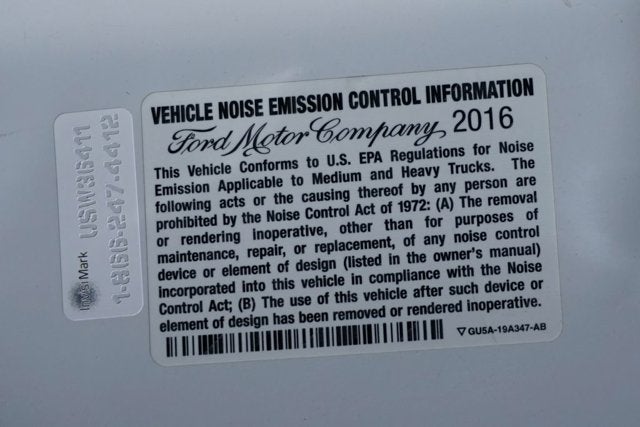 VEHICLE NOISE EMISSION CONTROL INFORMATION
Ford Motor Company 2016
This Vehicle Conforms to U.S. EPA Regulations for Noise
Emission Applicable to Medium and Heavy Trucks. The
following acts or the causing thereof by any person are
prohibited by the Noise Control Act of 1972: (A) The removal
or rendering inoperative, other than for purposes of
maintenance, repair, or replacement, of any noise control
device or element of design (listed in the owner's manual)
incorporated into this vehicle in compliance with the Noise
Control Act; (B) The use of this vehicle after such device or
element of design has been removed or rendered inoperative.
GU5A-19A347-AB
Mark
1-866-247-4412